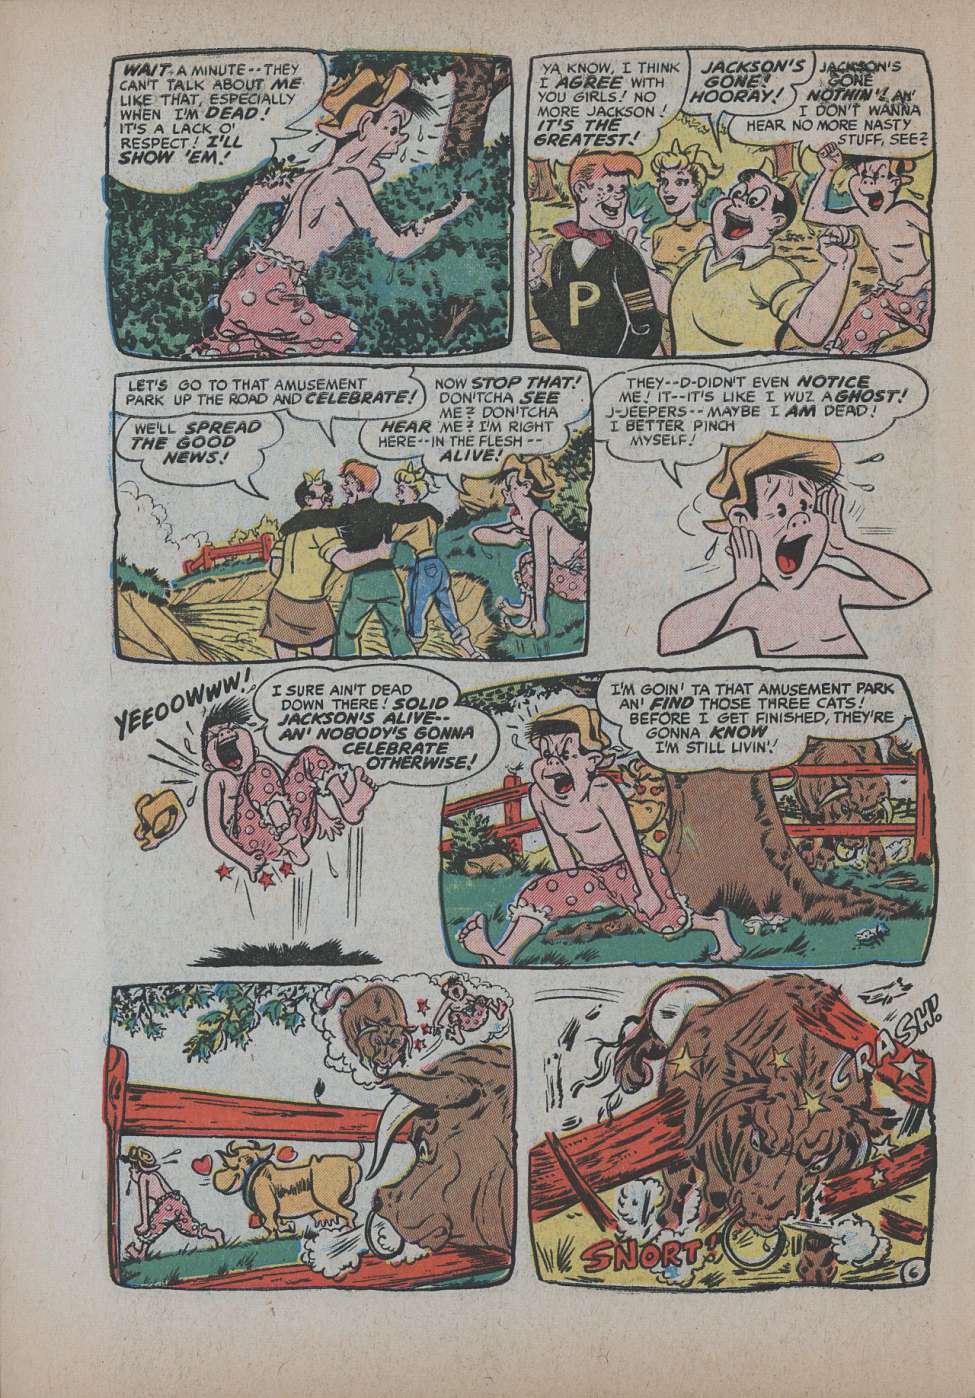 WAIT A MINUTE--THEY
CAN'T TALK ABOUT ME
LIKE THAT, ESPECIALLY
WHEN I'M DEAD!
IT'S A LACK O'
RESPECT! I'LL
SHOW 'EM!
YA KNOW, I THINK
I AGREE WITH
YOU GIRLS! NO
MORE JACKSON!
IT'S THE
GREATEST!
JACKSON'S
GONE!
HOORAY!
JACKSON'S
GONE
NOTHIN'! AN'
I DON'T WANNA
HEAR NO MORE NASTY
STUFF, SEE?
P
LET'S GO TO THAT AMUSEMENT
PARK UP THE ROAD AND CELEBRATE!
WE'LL SPREAD
THE GOOD
NEWS!
NOW STOP THAT!
DON'TCHA SEE
ME? DON'TCHA
HEAR ME? I'M RIGHT
HERE--IN THE FLESH--
ALIVE!
THEY--D-DIDN'T EVEN NOTICE
ME! IT--IT'S LIKE I WUZ A GHOST!
J-JEEPERS--MAYBE I AM DEAD!
I BETTER PINCH
MYSELF!
YEEOOWWW!
I SURE AIN'T DEAD
DOWN THERE! SOLID
JACKSON'S ALIVE--
AN' NOBODY'S GONNA
CELEBRATE
OTHERWISE!
I'M GOIN' TA THAT AMUSEMENT PARK
AN' FIND THOSE THREE CATS!
BEFORE I GET FINISHED, THEY'RE
GONNA KNOW
I'M STILL LIVIN'!
CRASH!
SNORT!
6